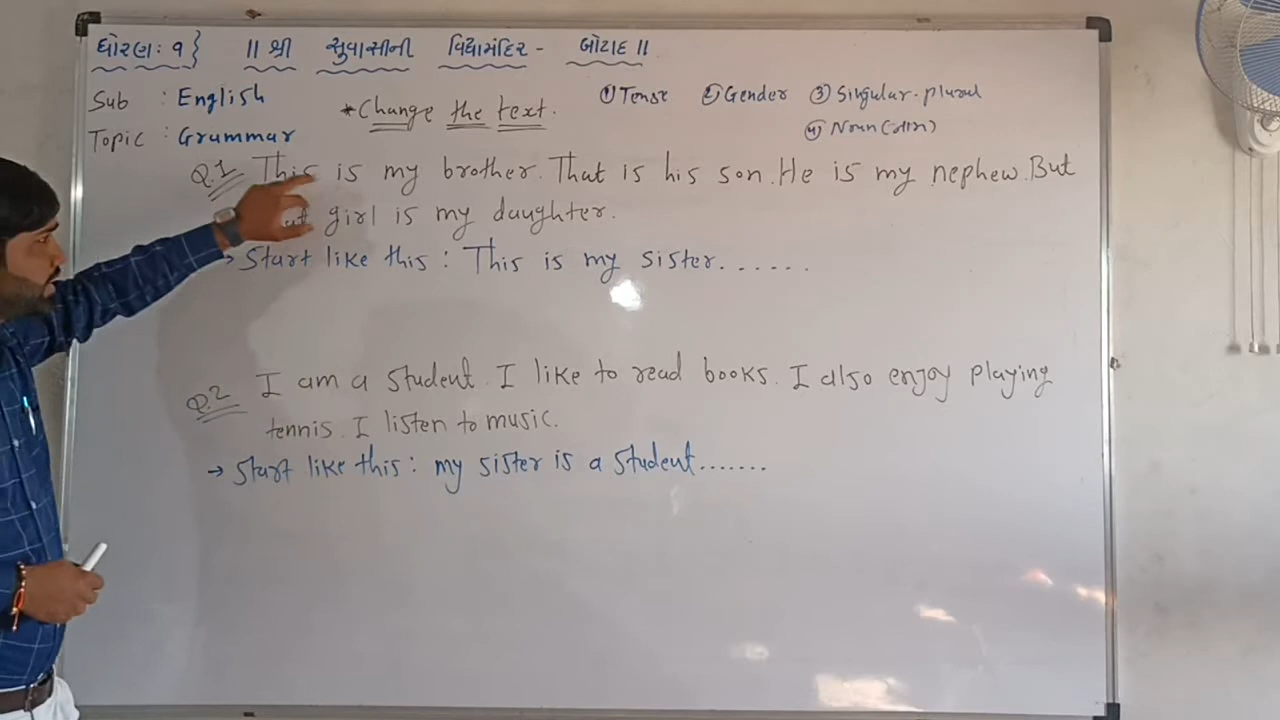 ધોરણ: ૧} ॥ શ્રી સુવાસીની વિદ્યામંદિર - બોટાદ ॥
Sub : English
*Change the text.
① Tense ② Gender ③ Singular-plural
④ Noun (નામ)
Topic : Grammar
Q.1 This is my brother. That is his son. He is my nephew. But
girl is my daughter.
→ Start like this : This is my sister......
Q.2 I am a student. I like to read books. I also enjoy playing
tennis. I listen to music.
→ Start like this : my sister is a student.......